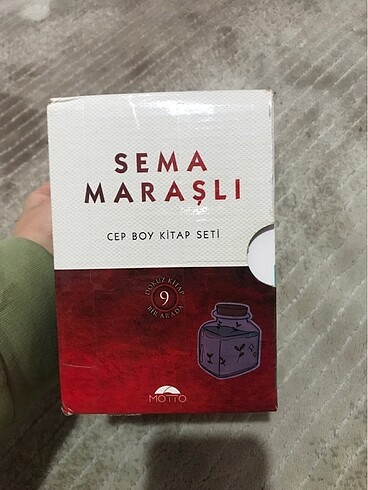 SEMA
MARAŞLI
CEP BOY KİTAP SETİ
DOKUZ KİTAP
9
BİR ARADA
MOTTO